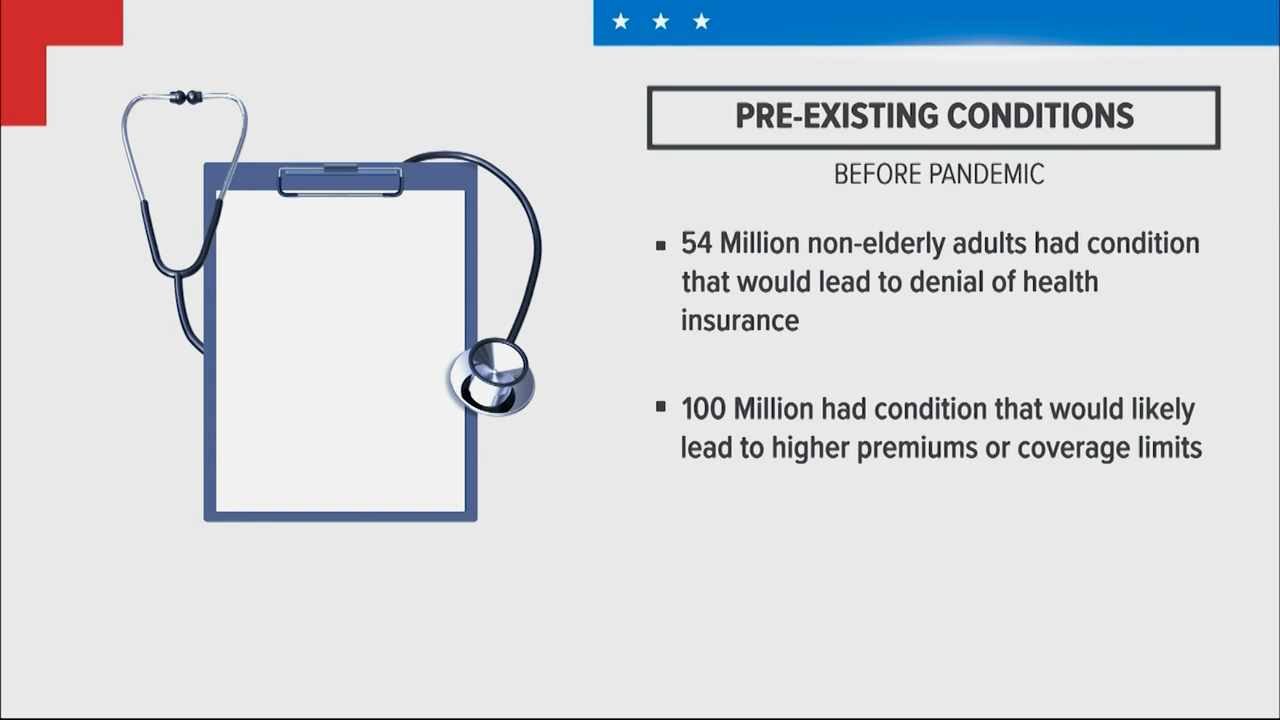 PRE-EXISTING CONDITIONS
BEFORE PANDEMIC
▪ 54 Million non-elderly adults had condition
that would lead to denial of health
insurance
▪ 100 Million had condition that would likely
lead to higher premiums or coverage limits